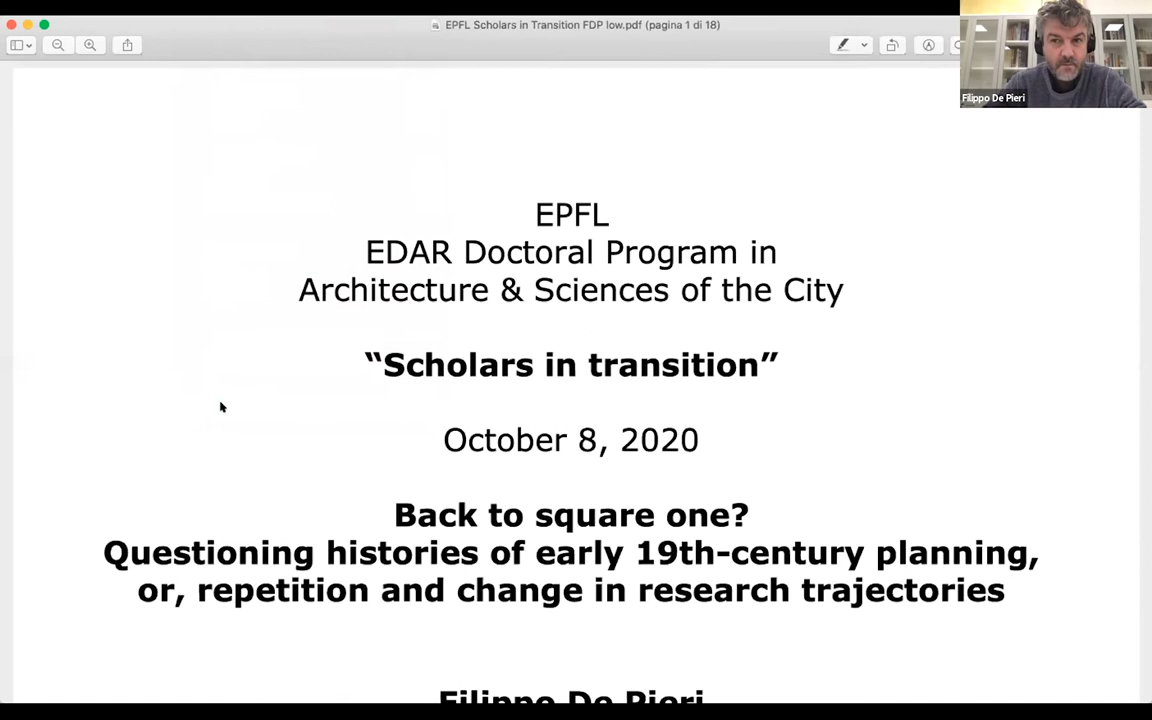 EPFL Scholars in Transition FDP low.pdf (pagina 1 di 18)
Filippo De Pieri
EPFL
EDAR Doctoral Program in
Architecture & Sciences of the City
“Scholars in transition”
October 8, 2020
Back to square one?
Questioning histories of early 19th-century planning,
or, repetition and change in research trajectories
Filippo De Pieri